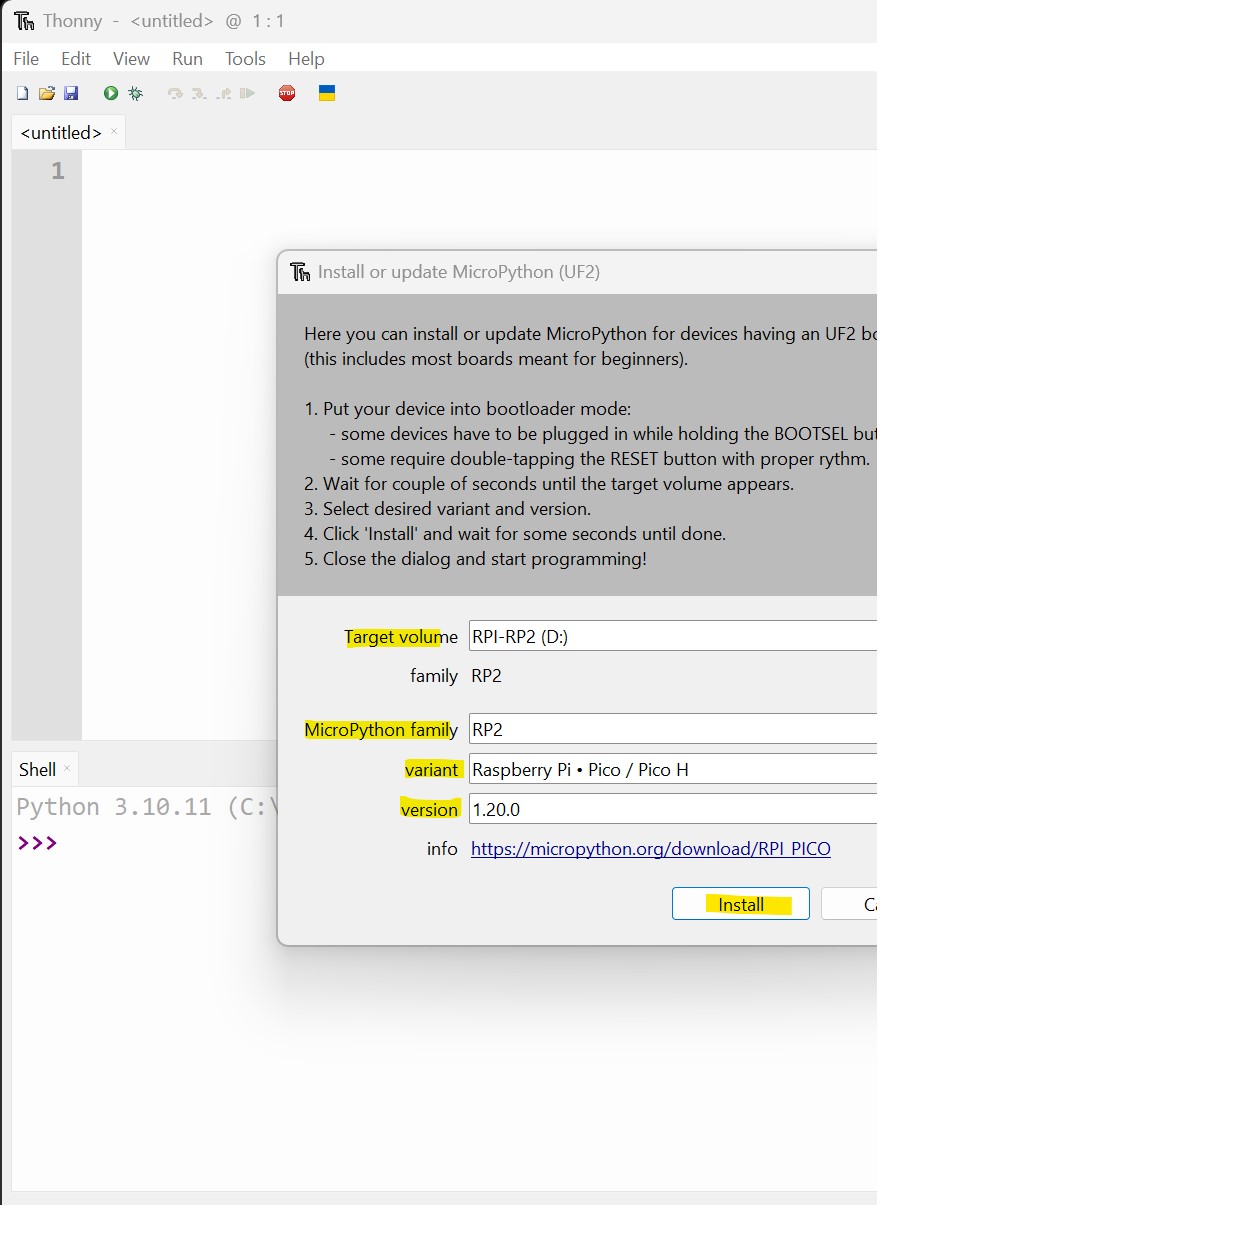 Thonny - <untitled> @ 1 : 1
File Edit View Run Tools Help
STOP
<untitled> ×
1
Install or update MicroPython (UF2)
Here you can install or update MicroPython for devices having an UF2
(this includes most boards meant for beginners).
1. Put your device into bootloader mode:
- some devices have to be plugged in while holding the BOOTSEL
- some require double-tapping the RESET button with proper rythm.
2. Wait for couple of seconds until the target volume appears.
3. Select desired variant and version.
4. Click 'Install' and wait for some seconds until done.
5. Close the dialog and start programming!
Target volume RPI-RP2 (D:)
family RP2
MicroPython family RP2
variant Raspberry Pi • Pico / Pico H
version 1.20.0
info https://micropython.org/download/RPI_PICO
Install
Shell ×
Python 3.10.11 (C:\
>>>